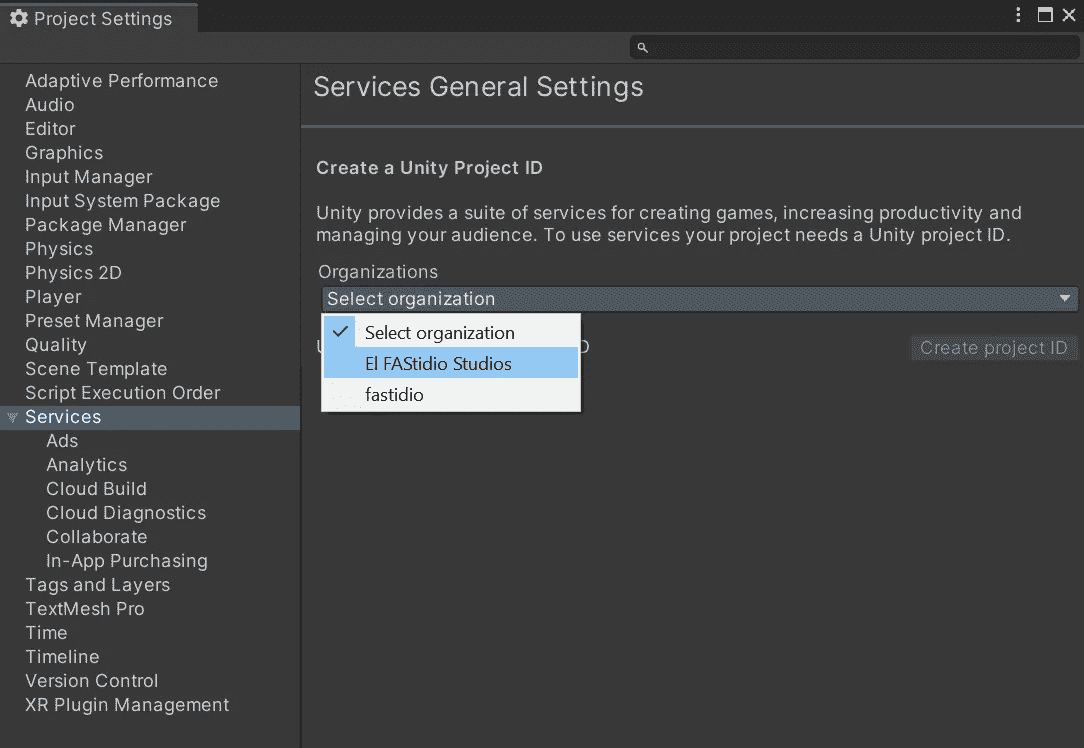 Project Settings
Adaptive Performance
Audio
Editor
Graphics
Input Manager
Input System Package
Package Manager
Physics
Physics 2D
Player
Preset Manager
Quality
Scene Template
Script Execution Order
Services
Ads
Analytics
Cloud Build
Cloud Diagnostics
Collaborate
In-App Purchasing
Tags and Layers
TextMesh Pro
Time
Timeline
Version Control
XR Plugin Management
Services General Settings
Create a Unity Project ID
Unity provides a suite of services for creating games, increasing productivity and
managing your audience. To use services your project needs a Unity project ID.
Organizations
Select organization
Select organization
El FAStidio Studios
fastidio
Create project ID